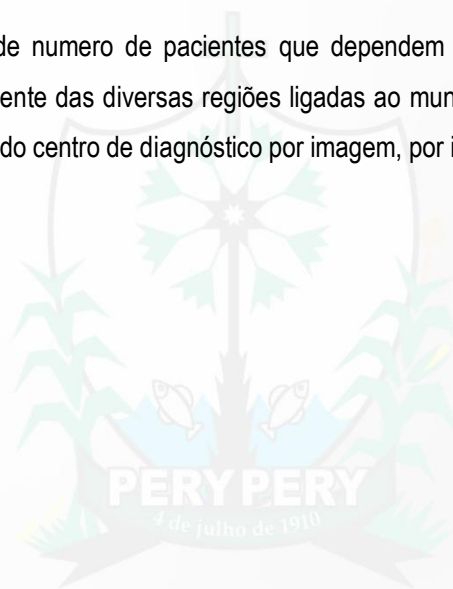 de numero de pacientes que dependem
ente das diversas regiões ligadas ao mun
do centro de diagnóstico por imagem, por i
PERY PERY
4 de julho de 1910